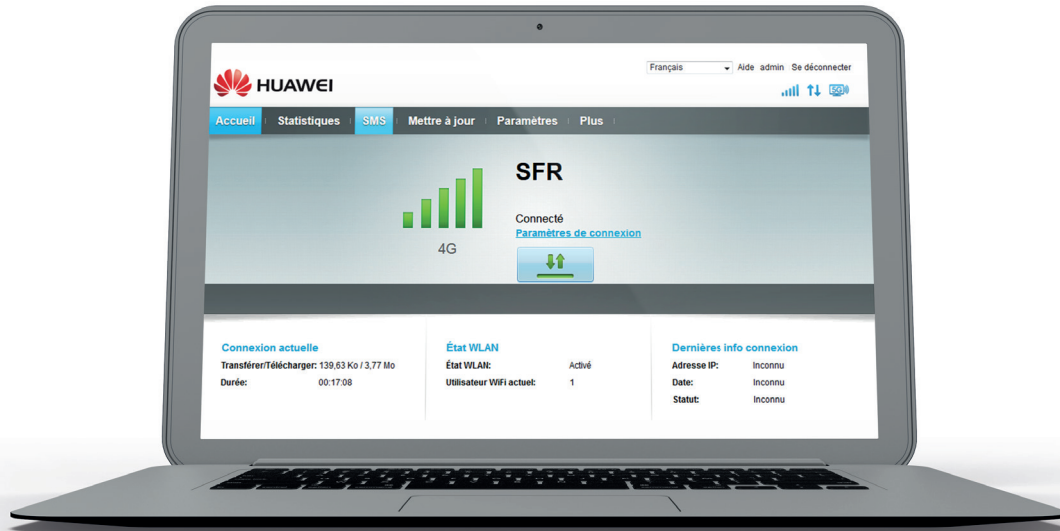 Français Aide admin Se déconnecter
HUAWEI
Accueil Statistiques SMS Mettre à jour Paramètres Plus
SFR
Connecté
Paramètres de connexion
4G
Connexion actuelle
Transférer/Télécharger: 139,63 Ko / 3,77 Mo
Durée: 00:17:08
État WLAN
État WLAN: Activé
Utilisateur WiFi actuel: 1
Dernières info connexion
Adresse IP: Inconnu
Date: Inconnu
Statut: Inconnu